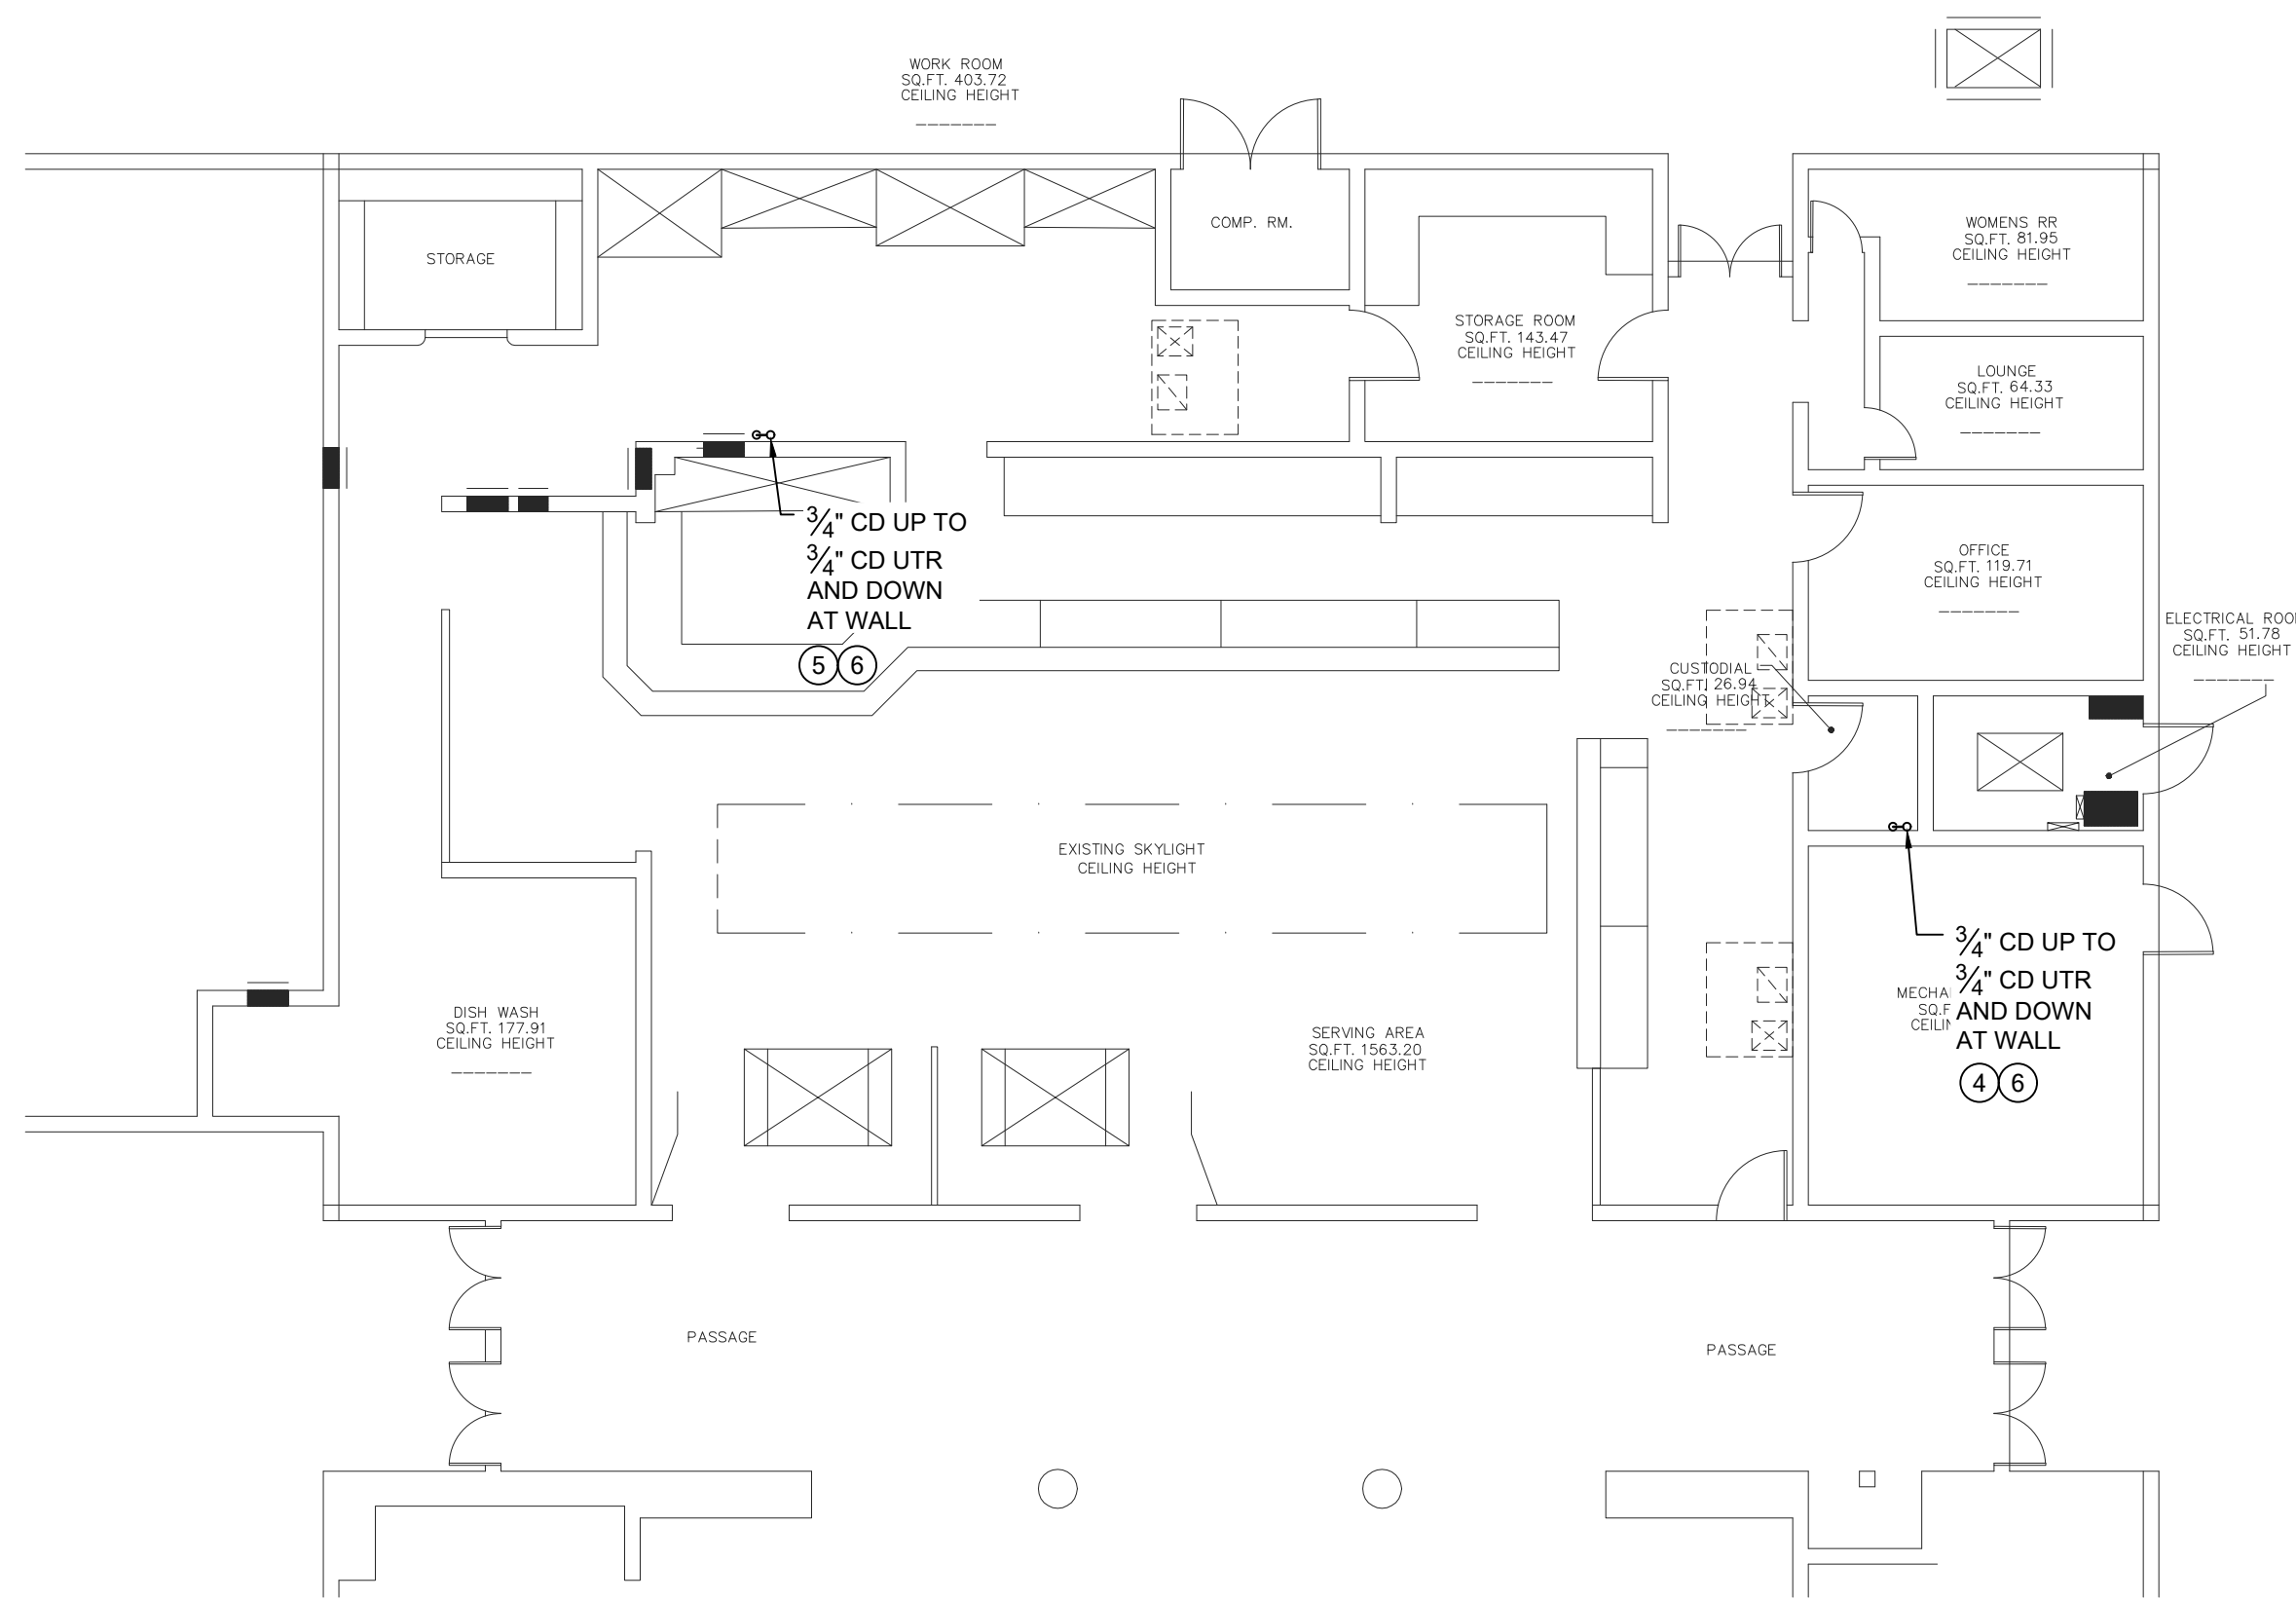 WORK ROOM
SQ.FT. 403.72
CEILING HEIGHT
STORAGE
COMP. RM.
WOMENS RR
SQ.FT. 81.95
CEILING HEIGHT
STORAGE ROOM
SQ.FT. 143.47
CEILING HEIGHT
LOUNGE
SQ.FT. 64.33
CEILING HEIGHT
¾" CD UP TO
¾" CD UTR
AND DOWN
AT WALL
5 6
OFFICE
SQ.FT. 119.71
CEILING HEIGHT
ELECTRICAL ROO
SQ.FT. 51.78
CEILING HEIGHT
CUSTODIAL
SQ.FT. 26.94
CEILING HEIGHT
EXISTING SKYLIGHT
CEILING HEIGHT
¾" CD UP TO
¾" CD UTR
AND DOWN
AT WALL
4 6
MECHA
SQ.F
CEILIN
DISH WASH
SQ.FT. 177.91
CEILING HEIGHT
SERVING AREA
SQ.FT. 1563.20
CEILING HEIGHT
PASSAGE
PASSAGE